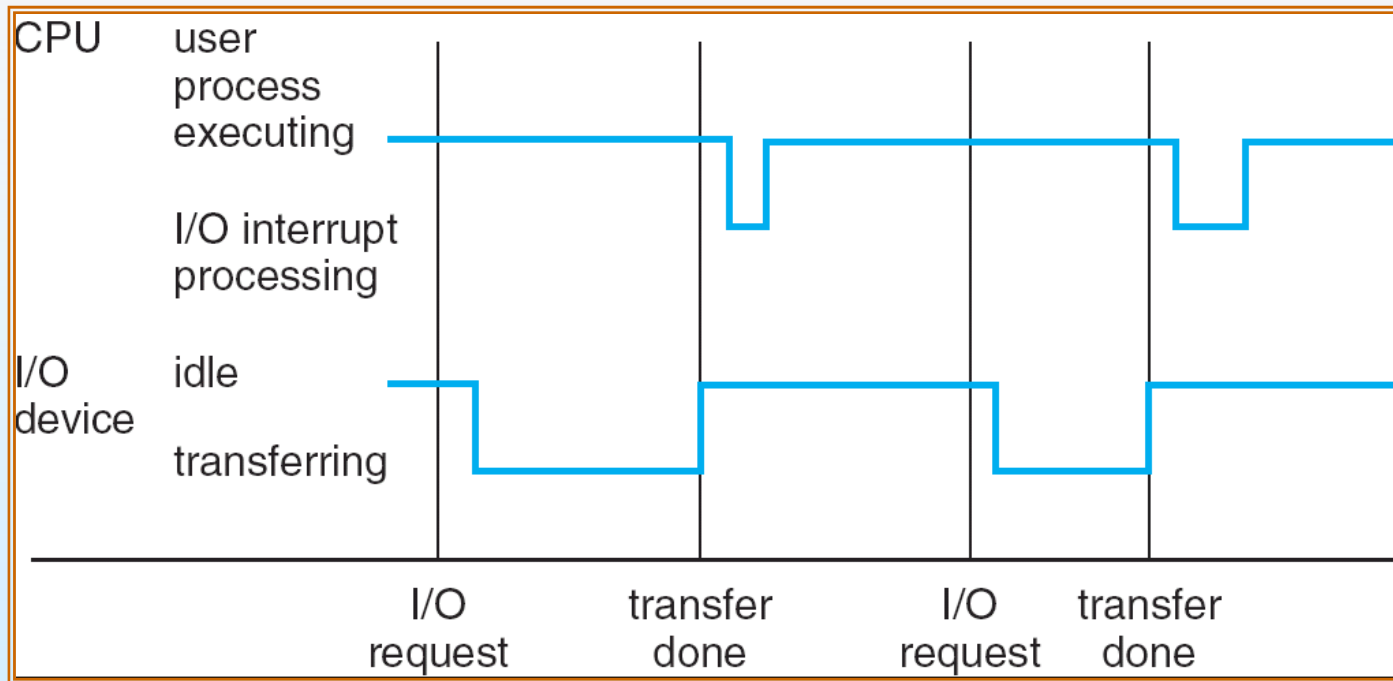 CPU user
process
executing
I/O interrupt
processing
I/O idle
device
transferring
I/O transfer I/O transfer
request done request done